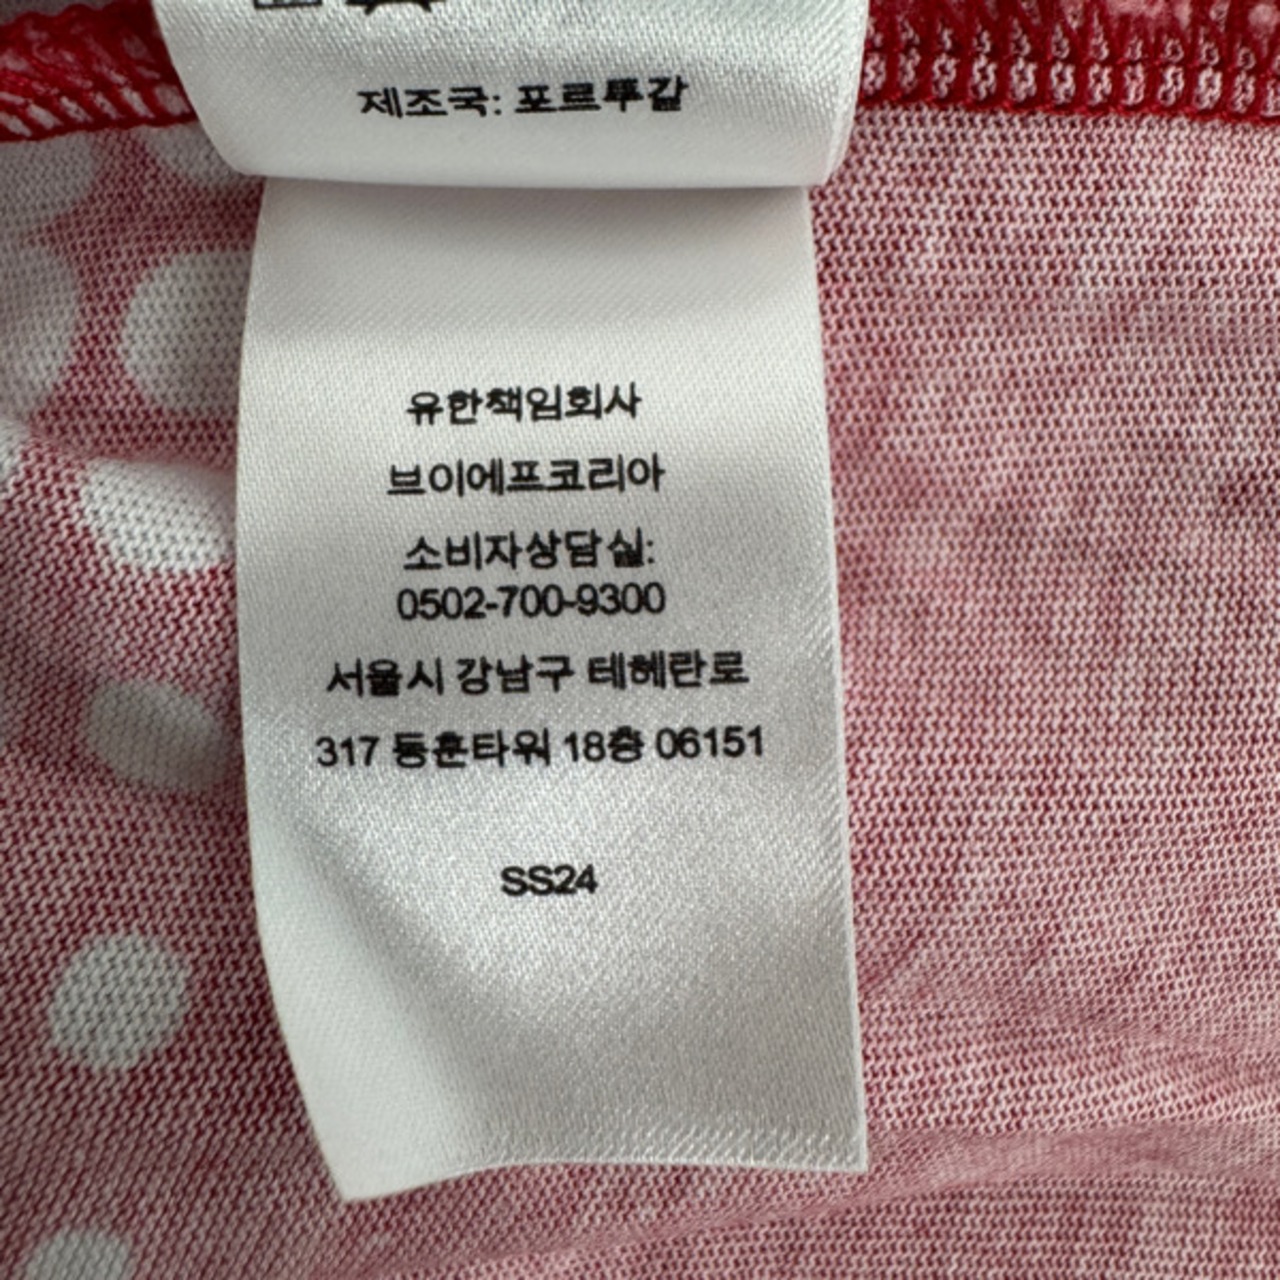 제조국: 포르투갈
유한책임회사
브이에프코리아
소비자상담실:
0502-700-9300
서울시 강남구 테헤란로
317 동훈타워 18층 06151
SS24